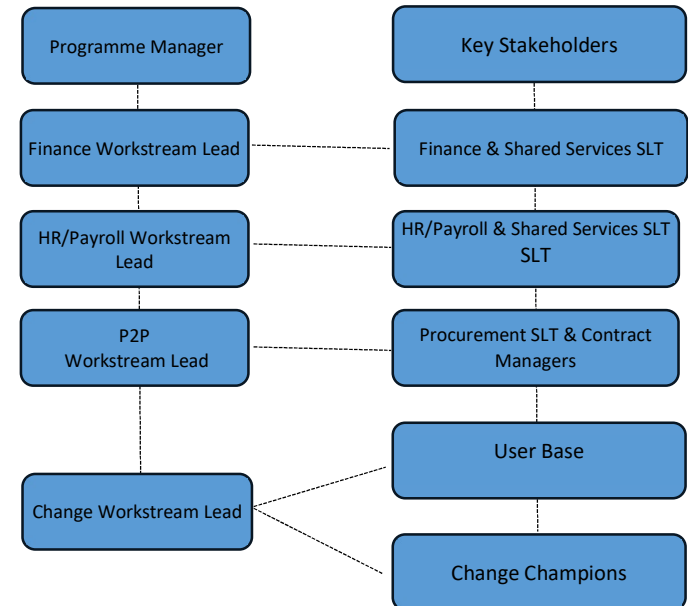 Programme Manager
Key Stakeholders
Finance Workstream Lead
Finance & Shared Services SLT
HR/Payroll Workstream
Lead
HR/Payroll & Shared Services SLT
SLT
P2P
Workstream Lead
Procurement SLT & Contract
Managers
User Base
Change Workstream Lead
Change Champions